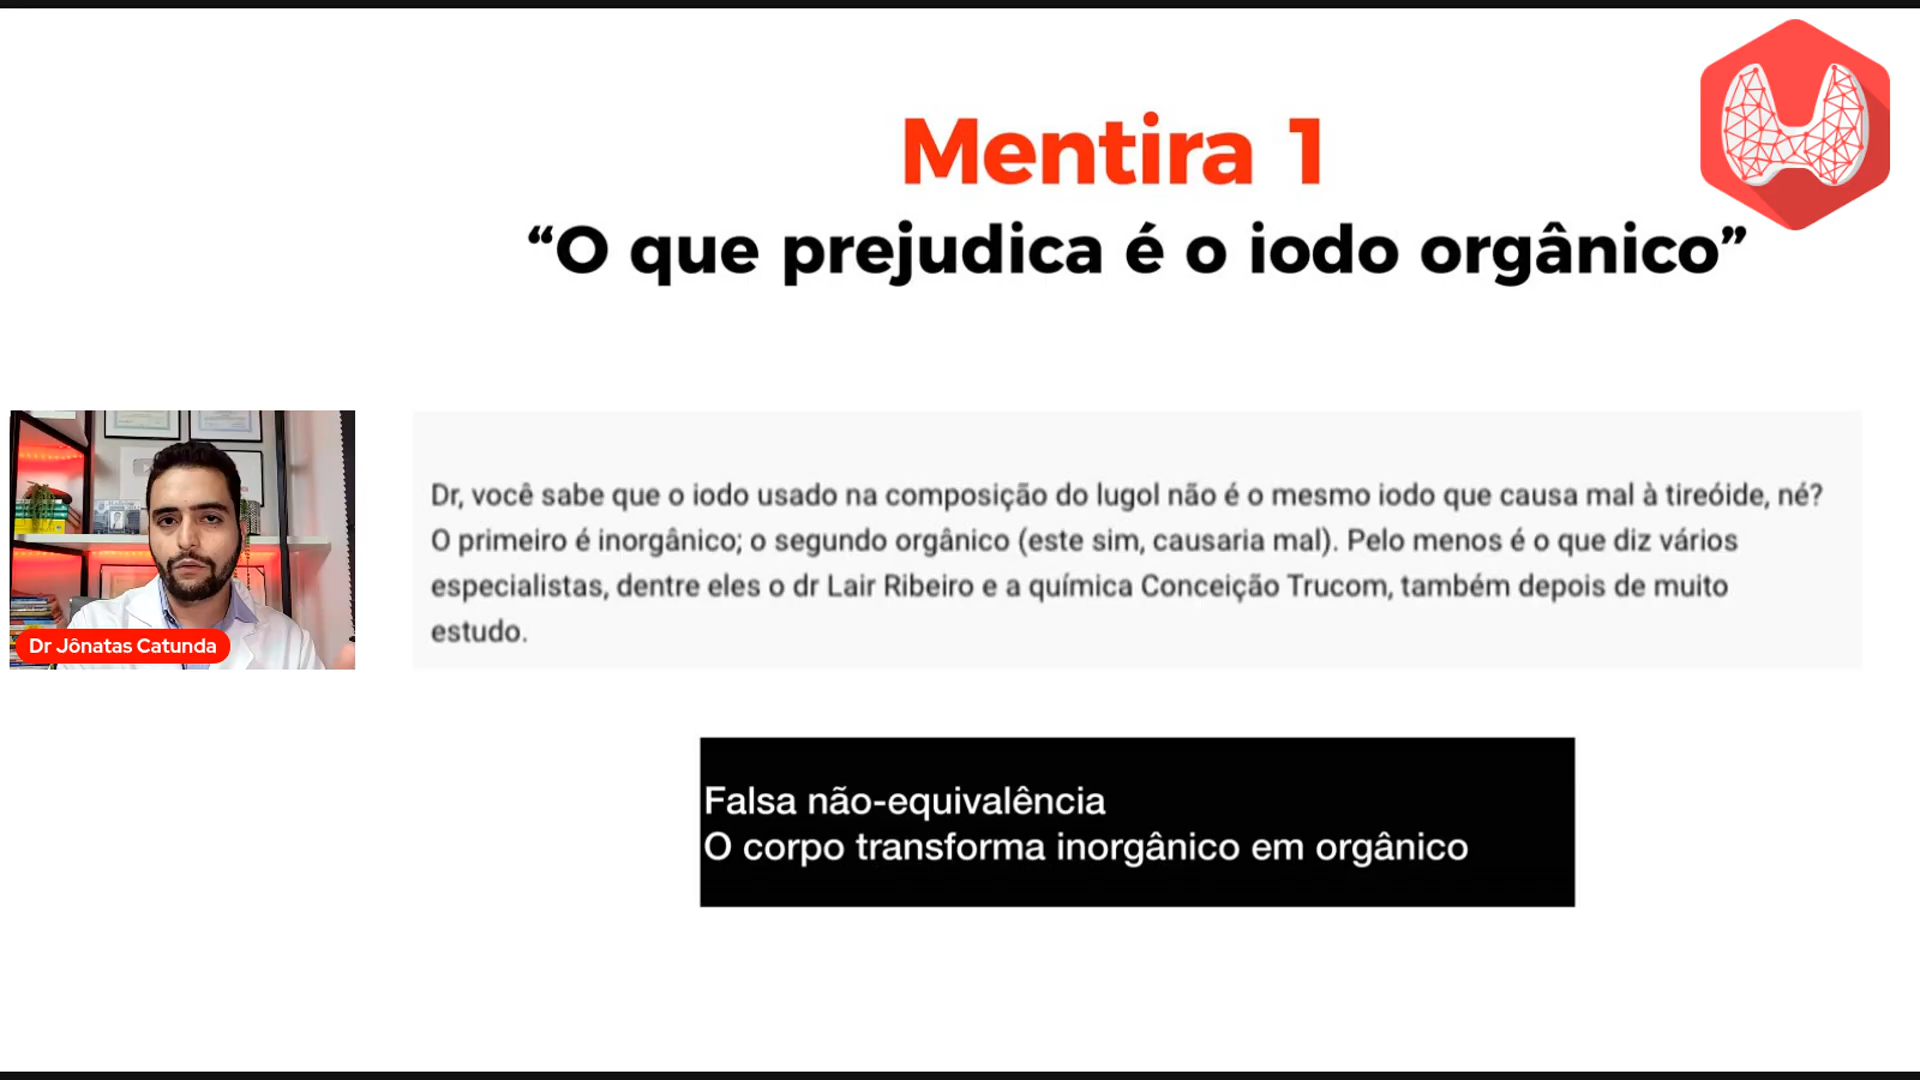 Mentira 1
“O que prejudica é o iodo orgânico”
Dr, você sabe que o iodo usado na composição do lugol não é o mesmo iodo que causa mal à tireóide, né?
O primeiro é inorgânico; o segundo orgânico (este sim, causaria mal). Pelo menos é o que diz vários
especialistas, dentre eles o dr Lair Ribeiro e a química Conceição Trucom, também depois de muito
estudo.
Dr Jônatas Catunda
Falsa não-equivalência
O corpo transforma inorgânico em orgânico